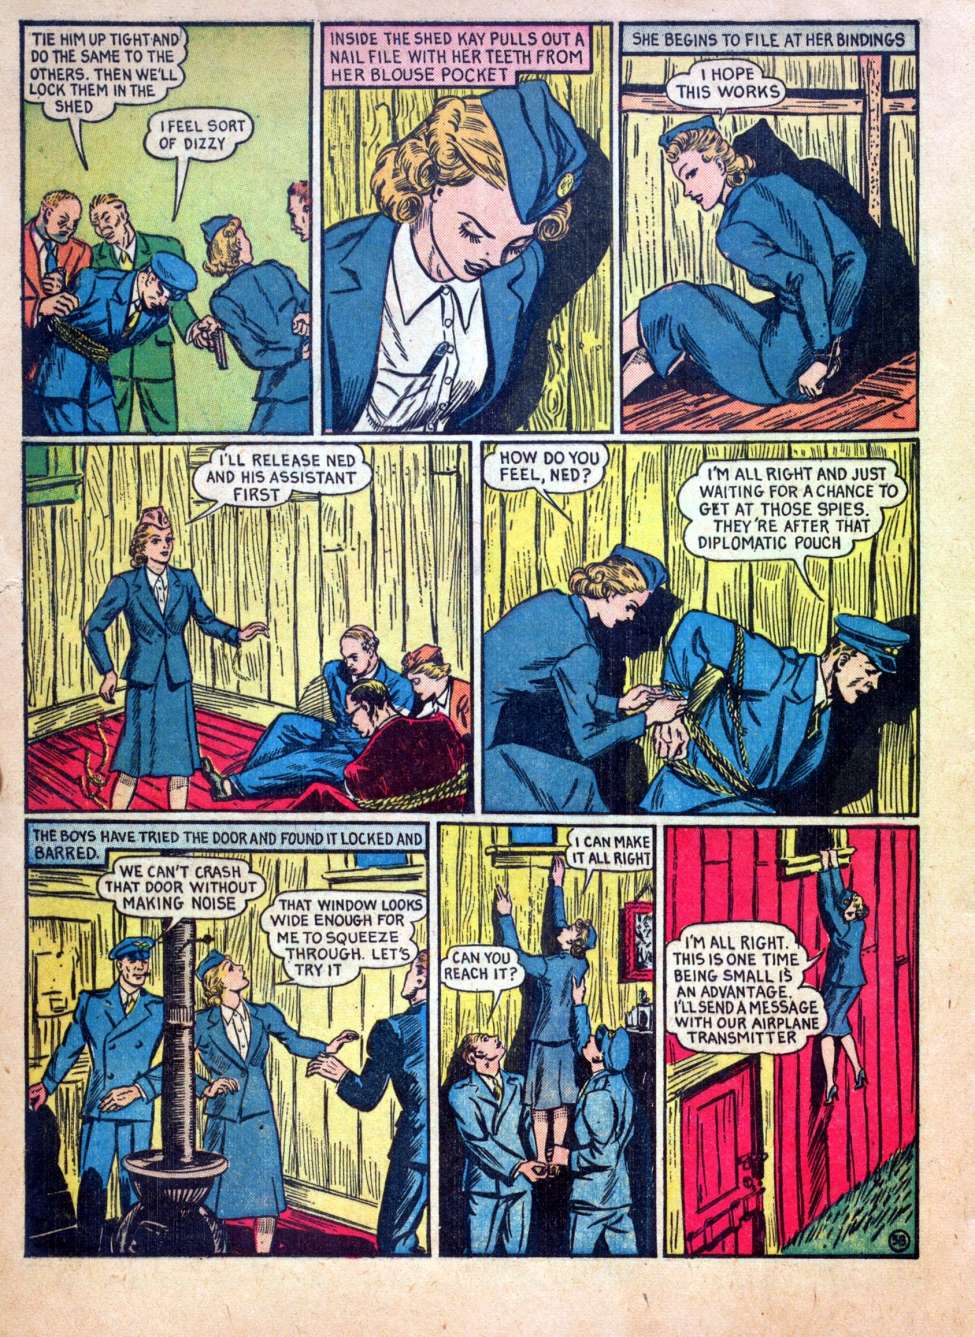 TIE HIM UP TIGHT AND
DO THE SAME TO THE
OTHERS. THEN WE'LL
LOCK THEM IN THE
SHED
I FEEL SORT
OF DIZZY
INSIDE THE SHED KAY PULLS OUT A
NAIL FILE WITH HER TEETH FROM
HER BLOUSE POCKET
SHE BEGINS TO FILE AT HER BINDINGS
I HOPE
THIS WORKS
I'LL RELEASE NED
AND HIS ASSISTANT
FIRST
HOW DO YOU
FEEL, NED?
I'M ALL RIGHT AND JUST
WAITING FOR A CHANCE TO
GET AT THOSE SPIES.
THEY'RE AFTER THAT
DIPLOMATIC POUCH
THE BOYS HAVE TRIED THE DOOR AND FOUND IT LOCKED AND
BARRED.
WE CAN'T CRASH
THAT DOOR WITHOUT
MAKING NOISE
THAT WINDOW LOOKS
WIDE ENOUGH FOR
ME TO SQUEEZE
THROUGH. LET'S
TRY IT
I CAN MAKE
IT ALL RIGHT
CAN YOU
REACH IT?
I'M ALL RIGHT.
THIS IS ONE TIME
BEING SMALL IS
AN ADVANTAGE.
I'LL SEND A MESSAGE
WITH OUR AIRPLANE
TRANSMITTER